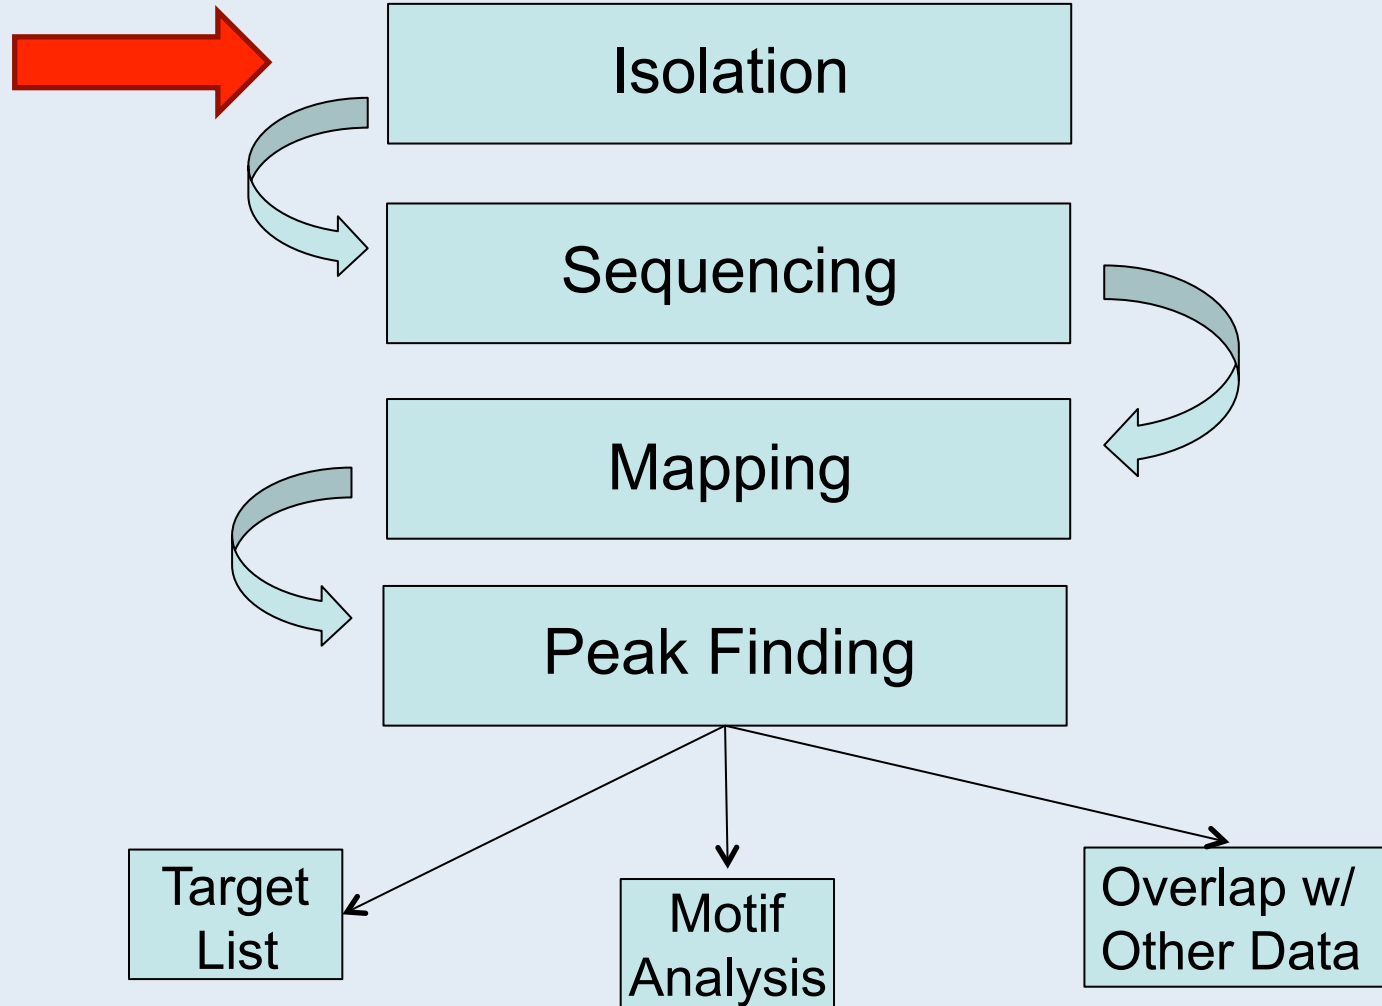 Isolation
Sequencing
Mapping
Peak Finding
Target
List
Motif
Analysis
Overlap w/
Other Data